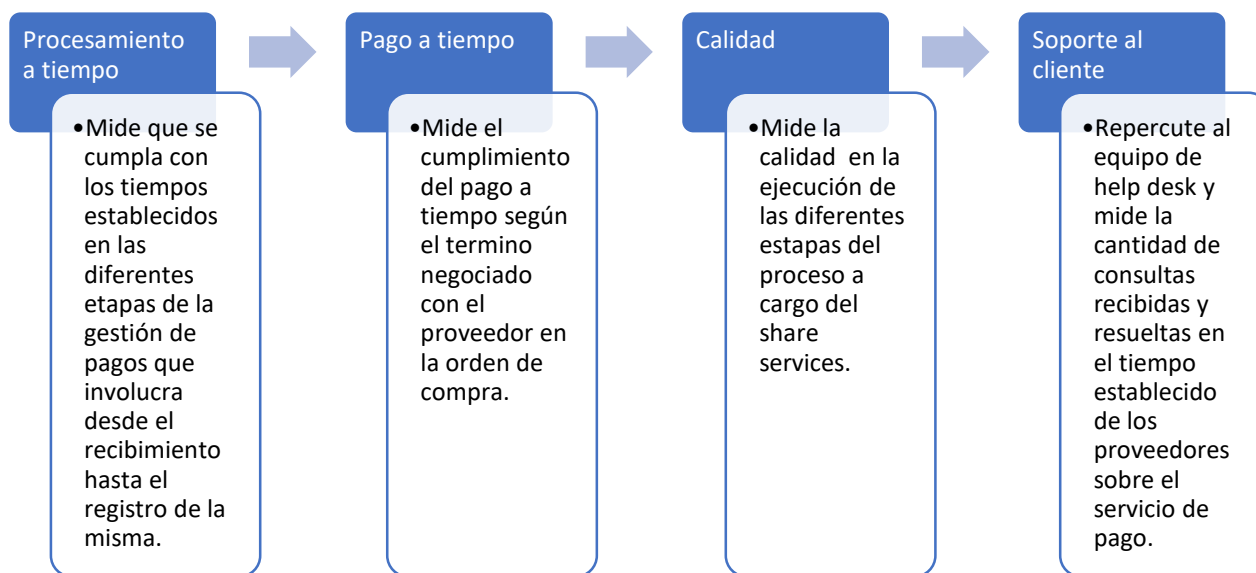 Procesamiento
a tiempo
•Mide que se
cumpla con
los tiempos
establecidos
en las
diferentes
etapas de la
gestión de
pagos que
involucra
desde el
recibimiento
hasta el
registro de la
misma.
Pago a tiempo
•Mide el
cumplimiento
del pago a
tiempo según
el termino
negociado
con el
proveedor en
la orden de
compra.
Calidad
•Mide la
calidad  en la
ejecución de
las diferentes
estapas del
proceso a
cargo del
share
services.
Soporte al
cliente
•Repercute al
equipo de
help desk y
mide la
cantidad de
consultas
recibidas y
resueltas en
el tiempo
establecido
de los
proveedores
sobre el
servicio de
pago.